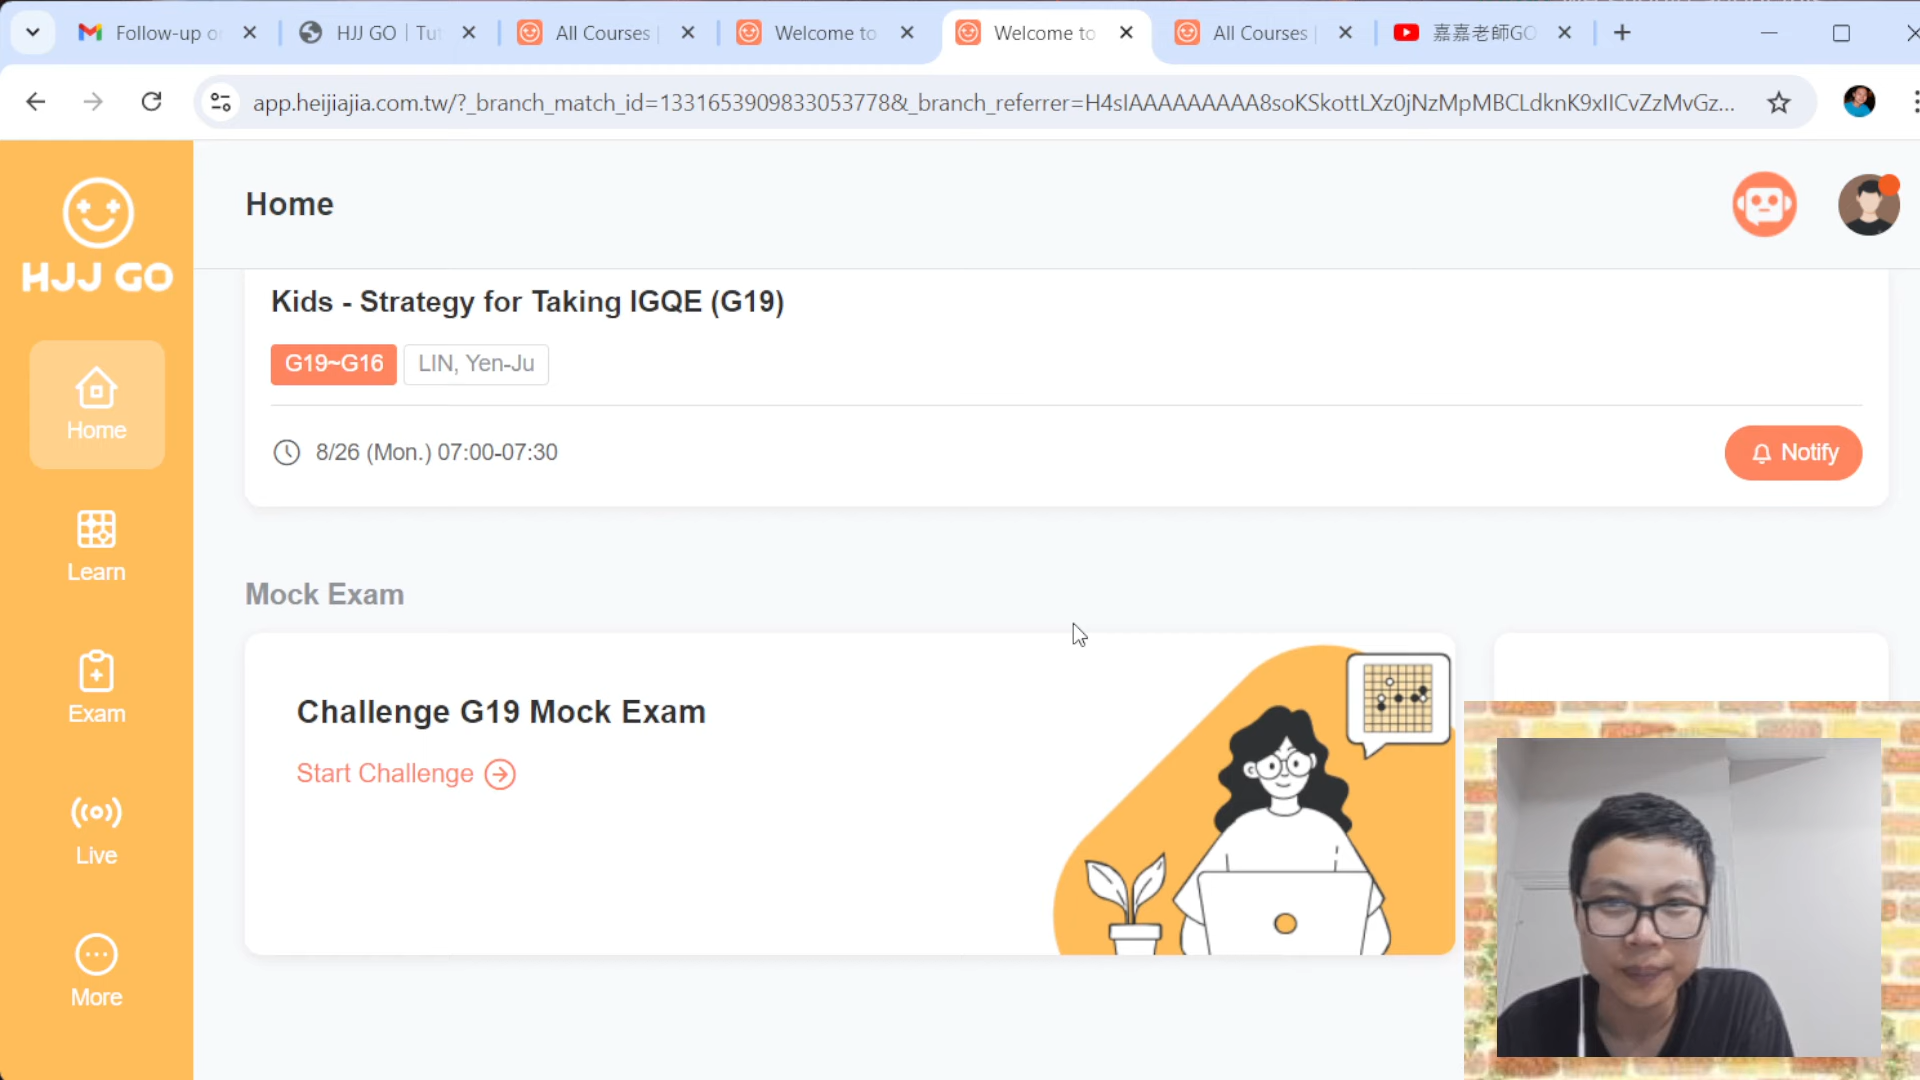 Follow-up o
HJJ GO | Tut
All Courses |
Welcome to
Welcome to
All Courses |
嘉嘉老師GO
app.heijiajia.com.tw/?_branch_match_id=1331653909833053778&_branch_referrer=H4sIAAAAAAAAA8soKSkottLXz0jNzMpMBCLdknK9xIICvZzMvGz...
HJJ GO
Home
Learn
Exam
Live
More
Home
Kids - Strategy for Taking IGQE (G19)
G19~G16 LIN, Yen-Ju
8/26 (Mon.) 07:00-07:30
Notify
Mock Exam
Challenge G19 Mock Exam
Start Challenge